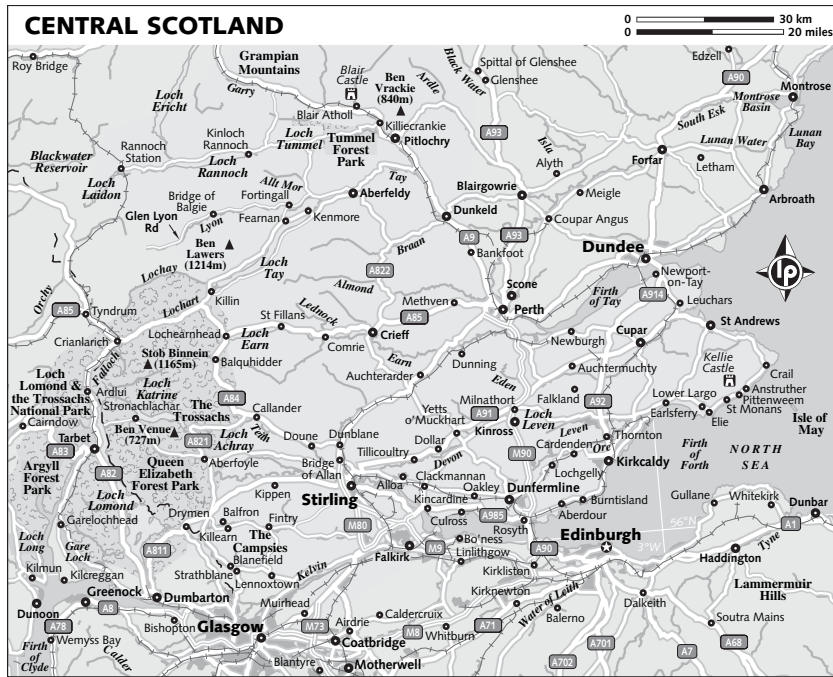 CENTRAL SCOTLAND
0 30 km
0 20 miles
Roy Bridge
Grampian
Mountains
Garry
Blair
Castle
Ben
Vrackie
(840m)
Ardle
Black Water
Spittal of Glenshee
Glenshee
Edzell
A90
Montrose
Montrose
Basin
Loch
Ericht
Blair Atholl
Killiecrankie
A93
South Esk
Lunan Water
Lunan
Bay
Kinloch
Rannoch
Loch
Tummel
Tummel
Forest
Park
Pitlochry
Isla
Forfar
Letham
Rannoch
Station
Blackwater
Reservoir
Loch
Rannoch
Alyth
Loch
Laidon
Allt Mor
Tay
Blairgowrie
Meigle
Bridge of
Balgie
Fortingall
Aberfeldy
Arbroath
Glen Lyon
Rd
Lyon
Fearnan
Kenmore
Dunkeld
Coupar Angus
Ben
Lawers
(1214m)
Braan
A9
A93
Bankfoot
Dundee
lp
Lochay
Loch
Tay
A822
Newport-
on-Tay
Orchy
Almond
Scone
Firth
of Tay
A914
Killin
Lochart
Methven
Perth
Leuchars
A85
Tyndrum
St Fillans
Lednock
A85
St Andrews
Crianlarich
Lochearnhead
Loch
Earn
Comrie
Crieff
Newburgh
Cupar
Falloch
Stob Binnein
(1165m)
Balquhidder
Earn
Dunning
Auchtermuchty
Kellie
Castle
Crail
Loch
Lomond &
the Trossachs
National Park
Ardlui
Loch
Katrine
Auchterarder
Eden
Falkland
Anstruther
Pittenweem
Stronachlachar
The
Trossachs
A84
Callander
Milnathort
A91
Loch
Leven
A92
Lower Largo
St Monans
Earlsferry
Elie
Isle of
May
Cairndow
Ben Venue
(727m)
Teith
Yetts
o'Muckhart
Kinross
Leven
Tarbet
A83
A821
Loch
Achray
Doune
Dunblane
Dollar
Cardenden
Ore
Thornton
Firth
of
Forth
NORTH
SEA
Argyll
Forest
Park
A82
Queen
Elizabeth
Forest Park
Aberfoyle
Bridge
of Allan
Tillicoultry
Devon
M90
Lochgelly
Kirkcaldy
Loch
Lomond
Kippen
Stirling
Alloa
Clackmannan
Oakley
Dunfermline
Burntisland
Gullane
Whitekirk
Kincardine
Aberdour
Dunbar
Garelochhead
Drymen
Balfron
Fintry
M80
Culross
A985
Rosyth
56°N
A1
Loch
Long
Gare
Loch
A811
Killearn
The
Campsies
Falkirk
M9
Bo'ness
Linlithgow
A90
Edinburgh
3°W
Haddington
Tyne
Kilmun
Kilcreggan
Strathblane
Blanefield
Kelvin
Kirkliston
Lennoxtown
Kirknewton
Water of Leith
Lammermuir
Hills
Greenock
Dumbarton
Muirhead
Caldercruix
Dalkeith
Dunoon
A8
Bishopton
Glasgow
M73
Airdrie
M8
Whitburn
A71
Balerno
Soutra Mains
A78
Wemyss Bay
Coatbridge
A701
A68
Firth
of
Clyde
Calder
Blantyre
Motherwell
A702
A7